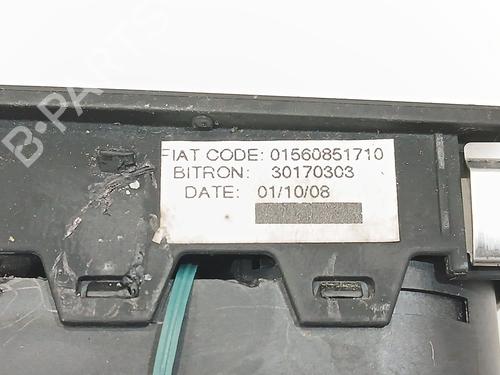 B-PARTS
FIAT CODE: 01560851710
BITRON: 30170303
DATE: 01/10/08